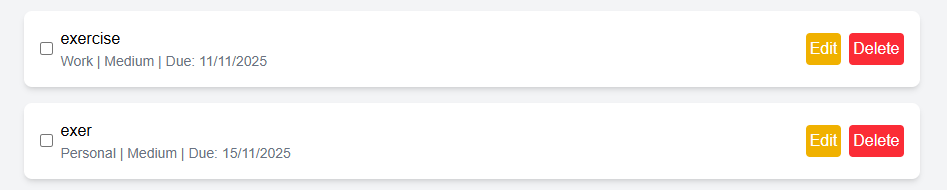 exercise
Work | Medium | Due: 11/11/2025
Edit
Delete
exer
Personal | Medium | Due: 15/11/2025
Edit
Delete